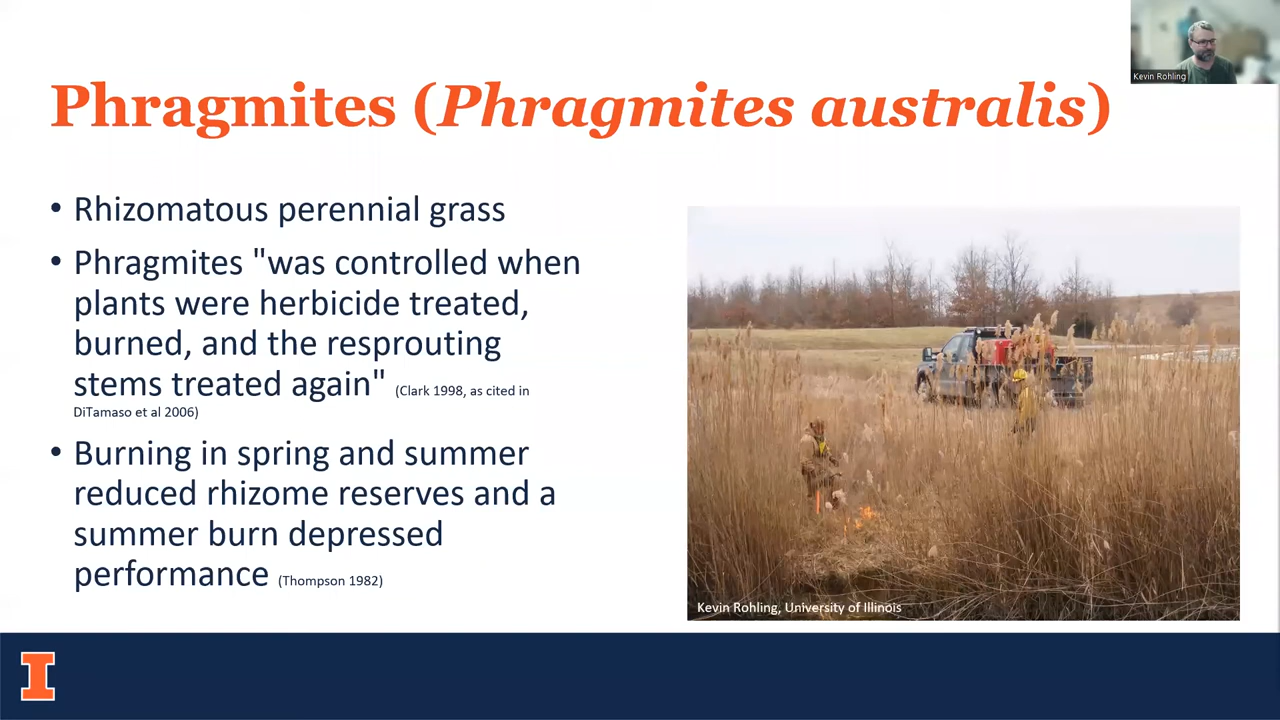 Kevin Rohling
Phragmites (Phragmites australis)
• Rhizomatous perennial grass
• Phragmites "was controlled when
plants were herbicide treated,
burned, and the resprouting
stems treated again" (Clark 1998, as cited in
DiTamaso et al 2006)
• Burning in spring and summer
reduced rhizome reserves and a
summer burn depressed
performance (Thompson 1982)
Kevin Rohling, University of Illinois
I